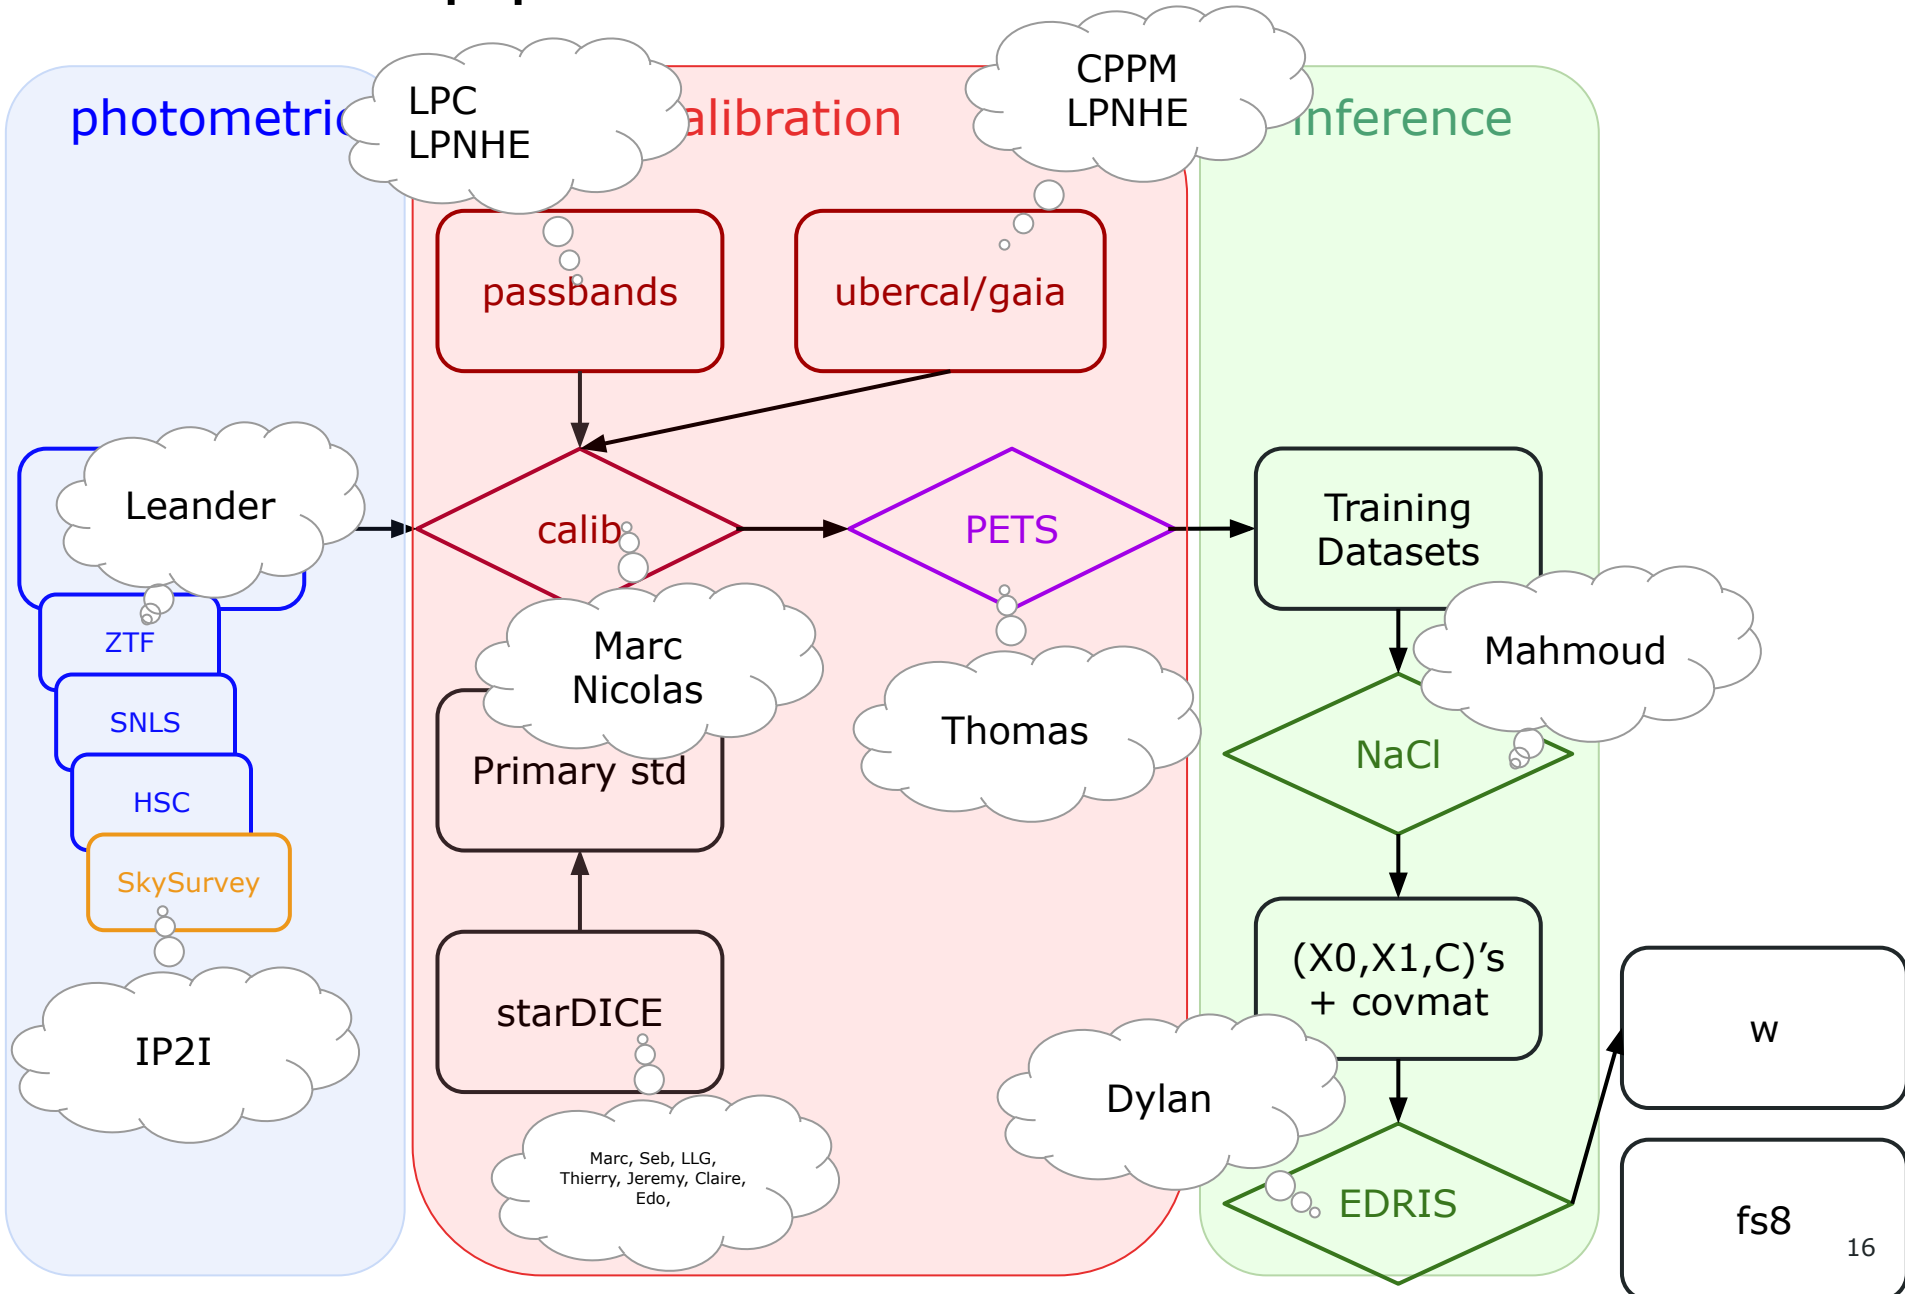 photometric
LPC
LPNHE
alibration
CPPM
LPNHE
inference
passbands
ubercal/gaia
Leander
calib
PETS
Training
Datasets
ZTF
SNLS
HSC
SkySurvey
IP2I
Marc
Nicolas
Primary std
Thomas
Mahmoud
NaCl
starDICE
Marc, Seb, LLG,
Thierry, Jeremy, Claire,
Edo,
(X0,X1,C)'s
+ covmat
Dylan
EDRIS
w
fs8
16